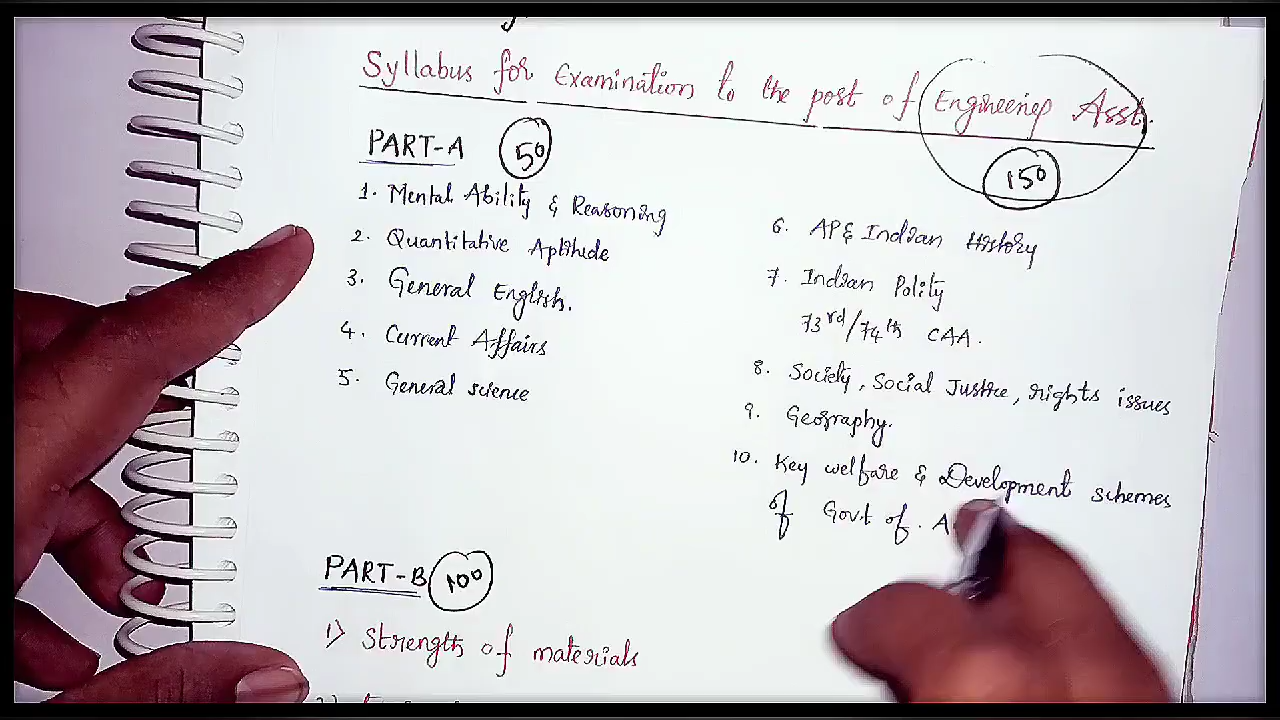 Syllabus for Examination to the post of Engineering Asst.
150
PART-A 50
1. Mental Ability & Reasoning
2. Quantitative Aptitude
3. General English.
4. Current Affairs
5. General science
6. AP & Indian History
7. Indian Polity
73rd/74th CAA.
8. Society, Social Justice, rights issues
9. Geography.
10. Key welfare & Development schemes
of Govt of. A
PART-B 100
1) Strength of materials